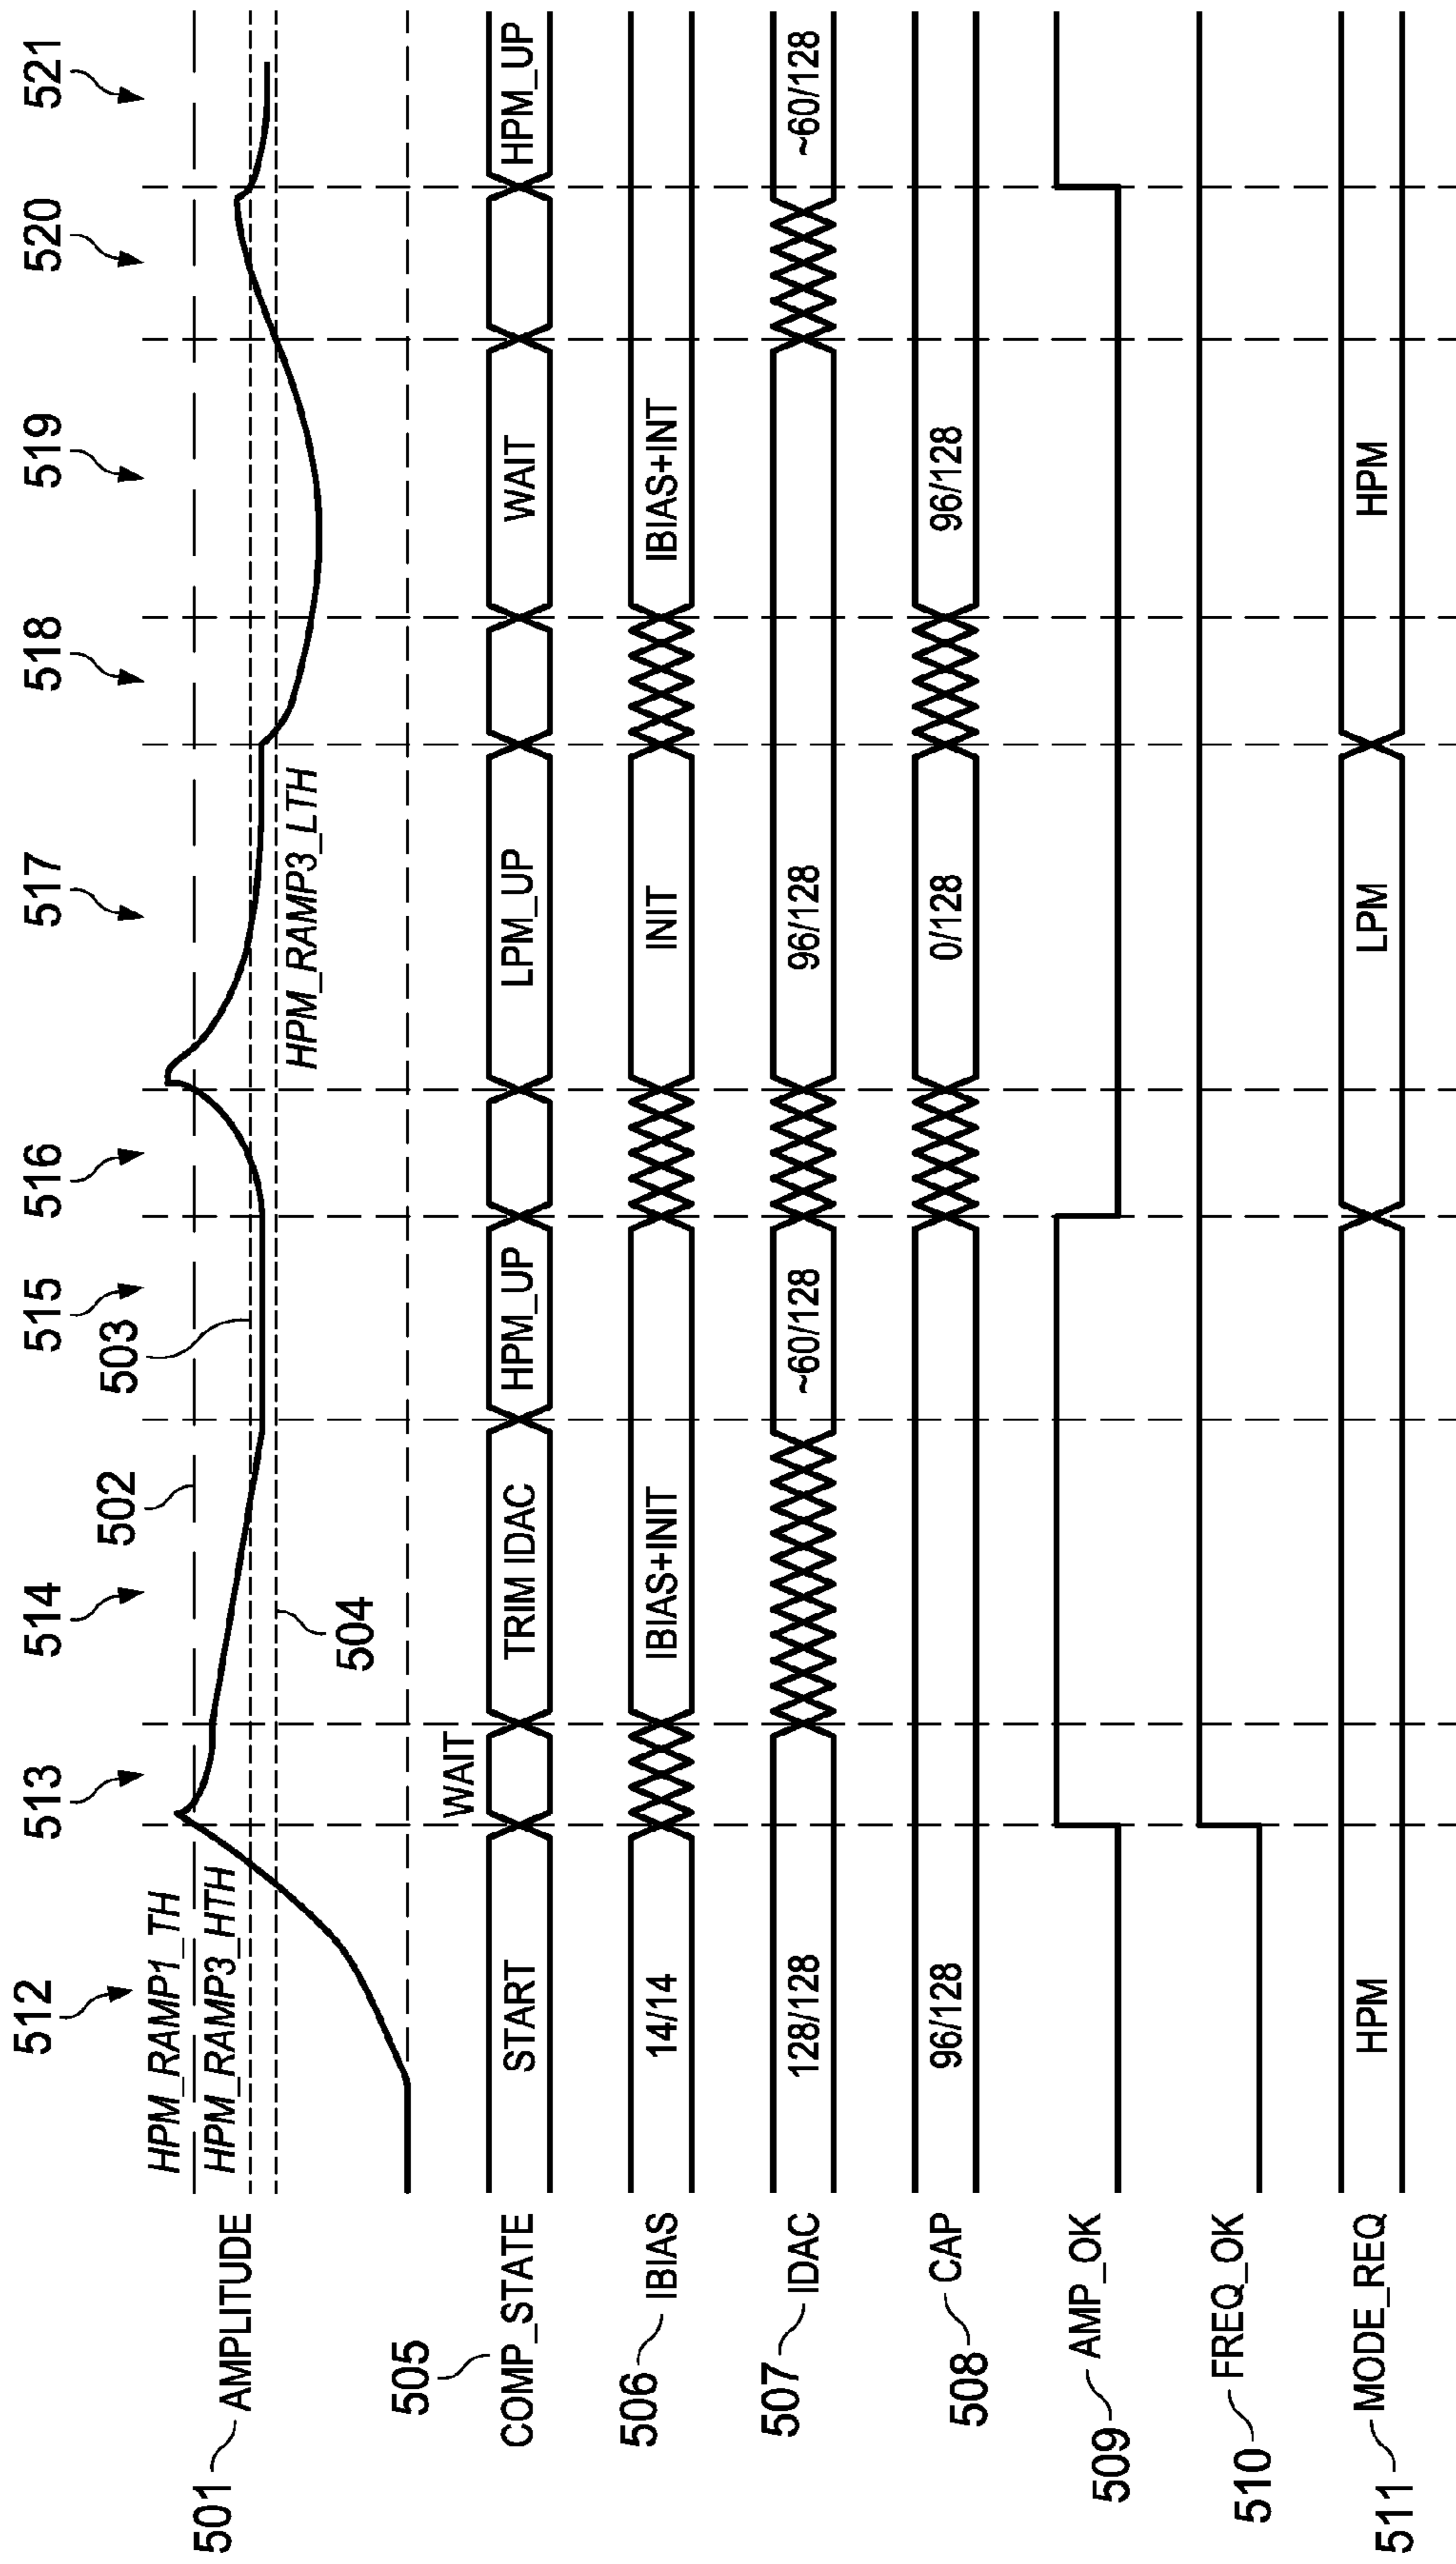 512
513
514
515
516
517
518
519
520
521
502
503
504
HPM_RAMP1_TH
HPM_RAMP3_HTH
HPM_RAMP3_LTH
501 AMPLITUDE
WAIT
505 COMP_STATE
START
TRIM IDAC
HPM_UP
LPM_UP
WAIT
HPM_UP
506 IBIAS
14/14
IBIAS+INIT
INIT
IBIAS+INT
507 IDAC
128/128
~60/128
96/128
~60/128
508 CAP
96/128
0/128
96/128
509 AMP_OK
510 FREQ_OK
511 MODE_REQ
HPM
LPM
HPM